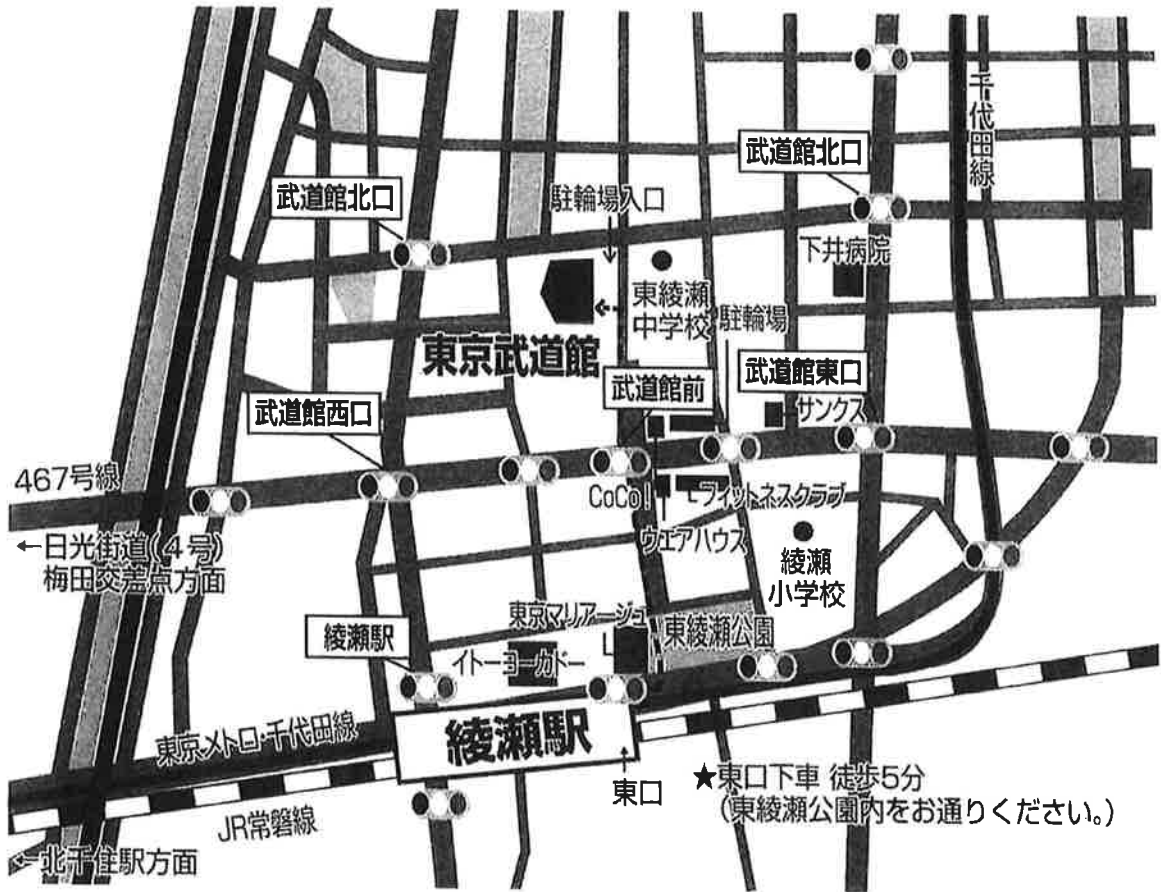 千代田線
武道館北口
武道館北口
駐輪場入口
下井病院
東綾瀬
中学校
駐輪場
東京武道館
武道館前
武道館東口
サンクス
武道館西口
467号線
CoCo!
フィットネスクラブ
ウエアハウス
←日光街道(4号)
梅田交差点方面
綾瀬
小学校
東京マリアージュ
東綾瀬公園
綾瀬駅
イトーヨーカドー
綾瀬駅
東京メトロ・千代田線
東口
★東口下車 徒歩5分
(東綾瀬公園内をお通りください。)
JR常磐線
←北千住駅方面